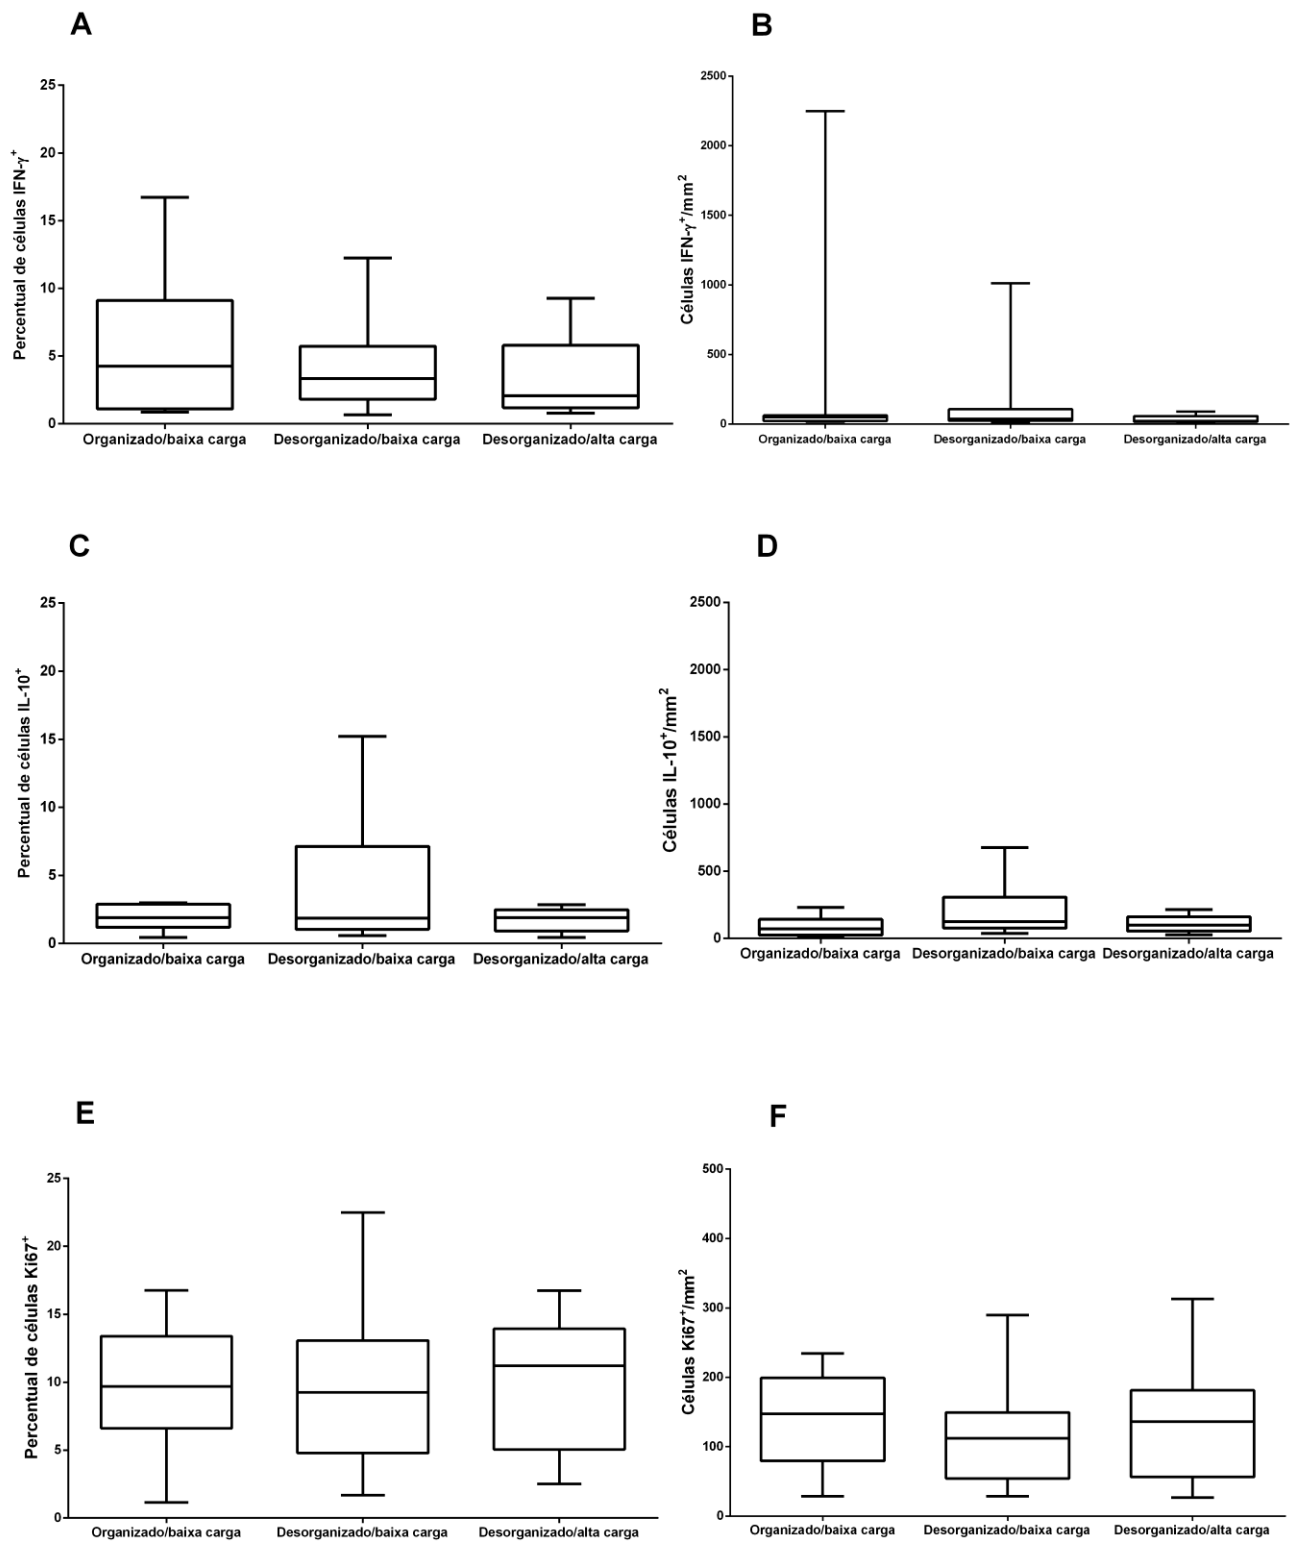 A
Percentual de células IFN-γ+
25
20
15
10
5
0
Organizado/baixa carga Desorganizado/baixa carga Desorganizado/alta carga
B
Células IFN-γ+/mm2
2500
2000
1500
1000
500
0
Organizado/baixa carga Desorganizado/baixa carga Desorganizado/alta carga
C
Percentual de células IL-10+
25
20
15
10
5
0
Organizado/baixa carga Desorganizado/baixa carga Desorganizado/alta carga
D
Células IL-10+/mm2
2500
2000
1500
1000
500
0
Organizado/baixa carga Desorganizado/baixa carga Desorganizado/alta carga
E
Percentual de células Ki67+
25
20
15
10
5
0
Organizado/baixa carga Desorganizado/baixa carga Desorganizado/alta carga
F
Células Ki67+/mm2
500
400
300
200
100
0
Organizado/baixa carga Desorganizado/baixa carga Desorganizado/alta carga